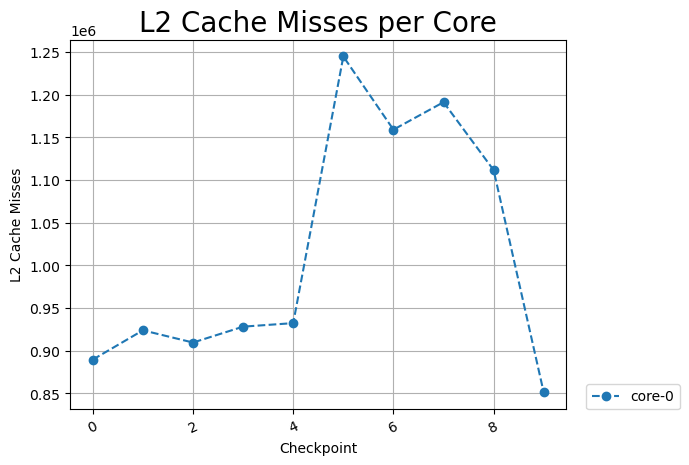 L2 Cache Misses per Core
1e6
1.25
1.20
1.15
1.10
1.05
1.00
0.95
0.90
0.85
L2 Cache Misses
0
2
4
6
8
Checkpoint
core-0